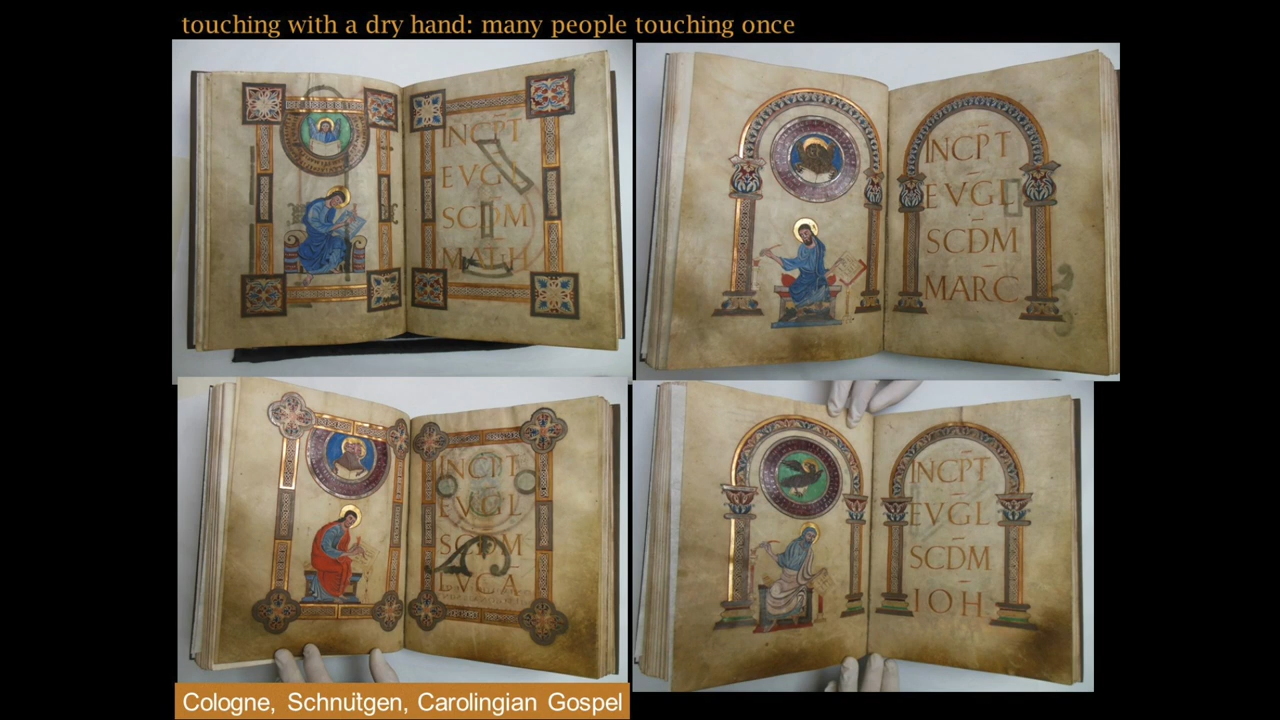 touching with a dry hand: many people touching once
INCPT
EVGL
SCDM
MATH
INCPT
EVGL
SCDM
MARC
INCPT
EVGL
SCDM
LVCA
INCPT
EVGL
SCDM
IOH
Cologne, Schnütgen, Carolingian Gospel